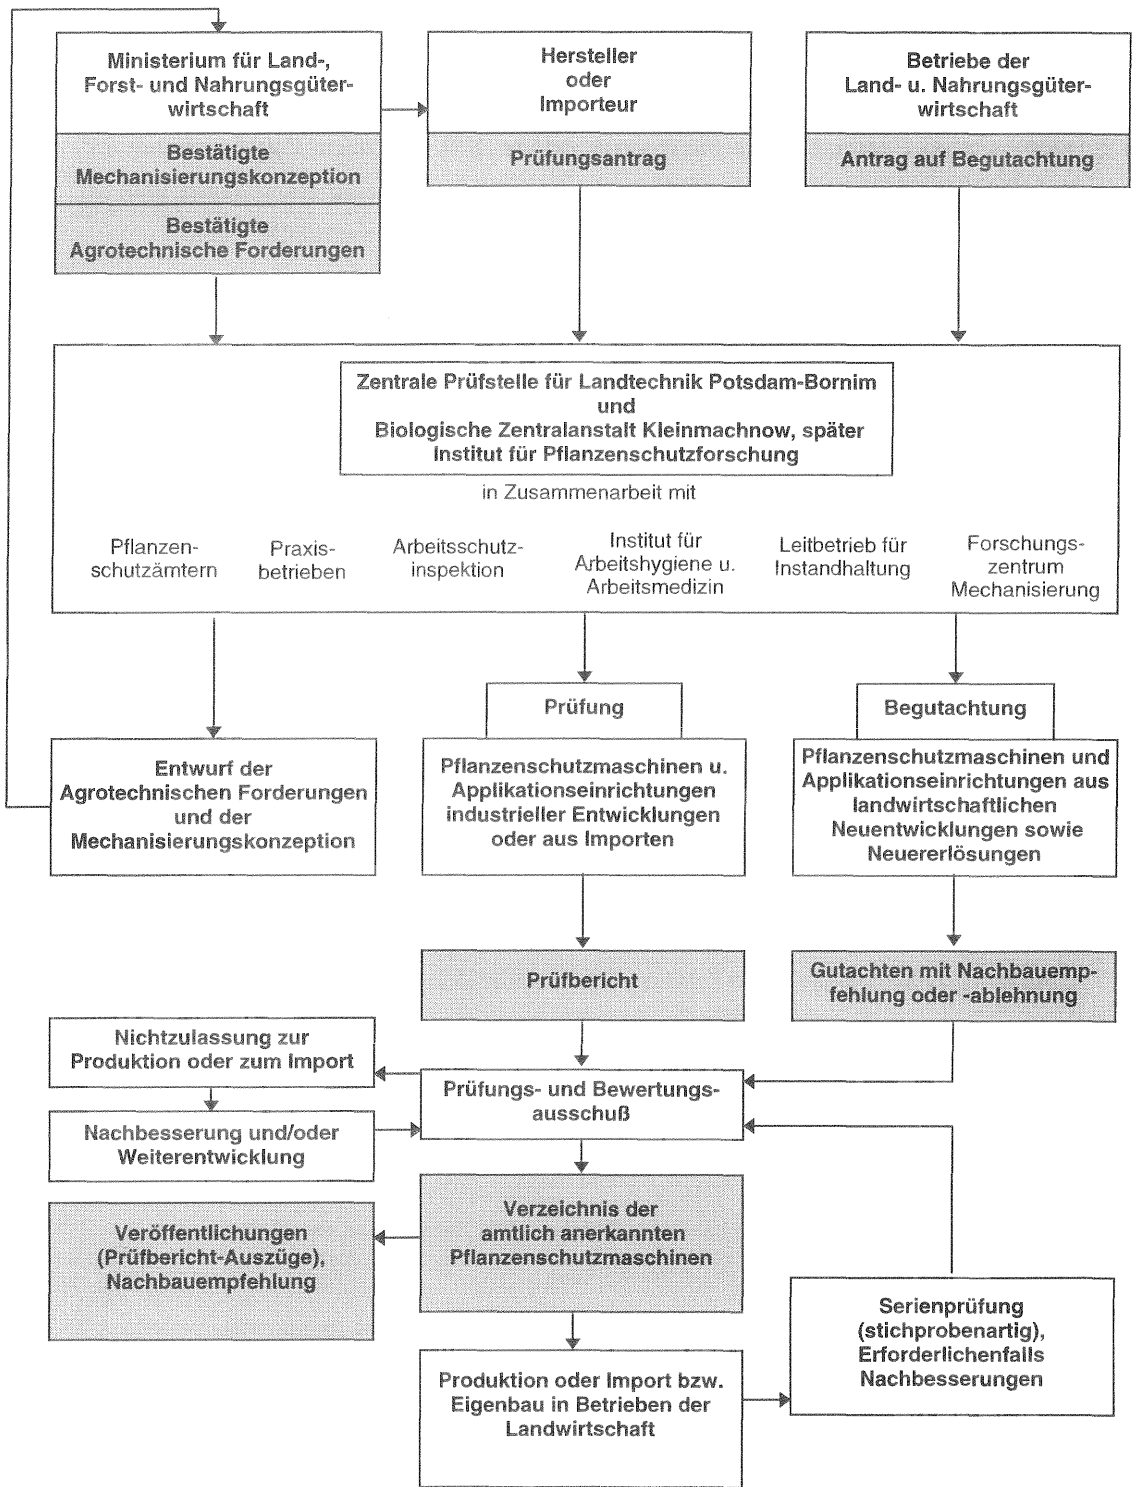 Ministerium für Land-,
Forst- und Nahrungsgüter-
wirtschaft
Bestätigte
Mechanisierungskonzeption
Bestätigte
Agrotechnische Forderungen
Hersteller
oder
Importeur
Prüfungsantrag
Betriebe der
Land- u. Nahrungsgüter-
wirtschaft
Antrag auf Begutachtung
Zentrale Prüfstelle für Landtechnik Potsdam-Bornim
und
Biologische Zentralanstalt Kleinmachnow, später
Institut für Pflanzenschutzforschung
in Zusammenarbeit mit
Pflanzen-
schutzämtern
Praxis-
betrieben
Arbeitsschutz-
inspektion
Institut für
Arbeitshygiene u.
Arbeitsmedizin
Leitbetrieb für
Instandhaltung
Forschungs-
zentrum
Mechanisierung
Entwurf der
Agrotechnischen Forderungen
und der
Mechanisierungskonzeption
Prüfung
Pflanzenschutzmaschinen u.
Applikationseinrichtungen
industrieller Entwicklungen
oder aus Importen
Begutachtung
Pflanzenschutzmaschinen und
Applikationseinrichtungen aus
landwirtschaftlichen
Neuentwicklungen sowie
Neuererlösungen
Prüfbericht
Gutachten mit Nachbauemp-
fehlung oder -ablehnung
Nichtzulassung zur
Produktion oder zum Import
Prüfungs- und Bewertungs-
ausschuß
Nachbesserung und/oder
Weiterentwicklung
Verzeichnis der
amtlich anerkannten
Pflanzenschutzmaschinen
Veröffentlichungen
(Prüfbericht-Auszüge),
Nachbauempfehlung
Serienprüfung
(stichprobenartig),
Erforderlichenfalls
Nachbesserungen
Produktion oder Import bzw.
Eigenbau in Betrieben der
Landwirtschaft